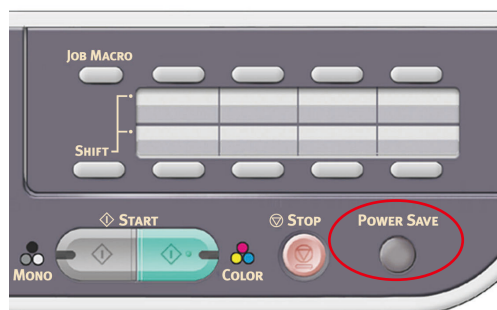 JOB MACRO
SHIFT
START
STOP
POWER SAVE
MONO
COLOR